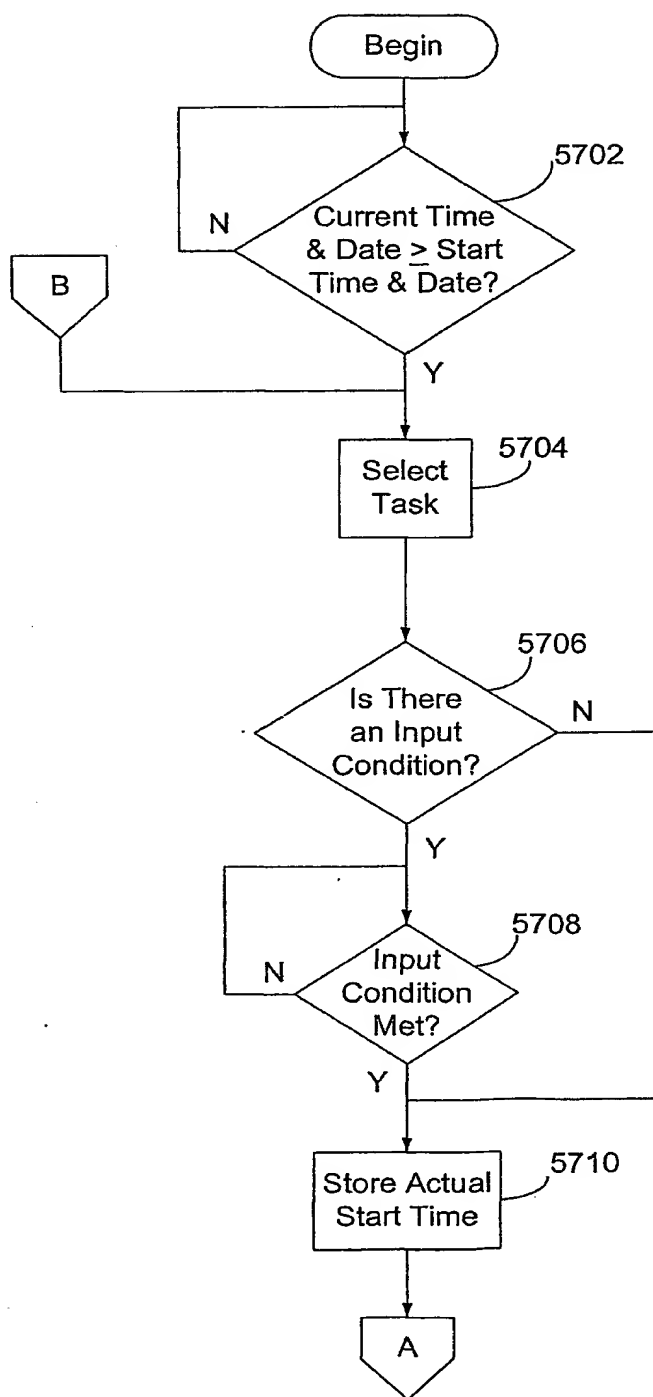 Begin
5702
N
Current Time
& Date ≥ Start
Time & Date?
B
Y
5704
Select
Task
5706
Is There
an Input
Condition?
N
Y
5708
N
Input
Condition
Met?
Y
5710
Store Actual
Start Time
A